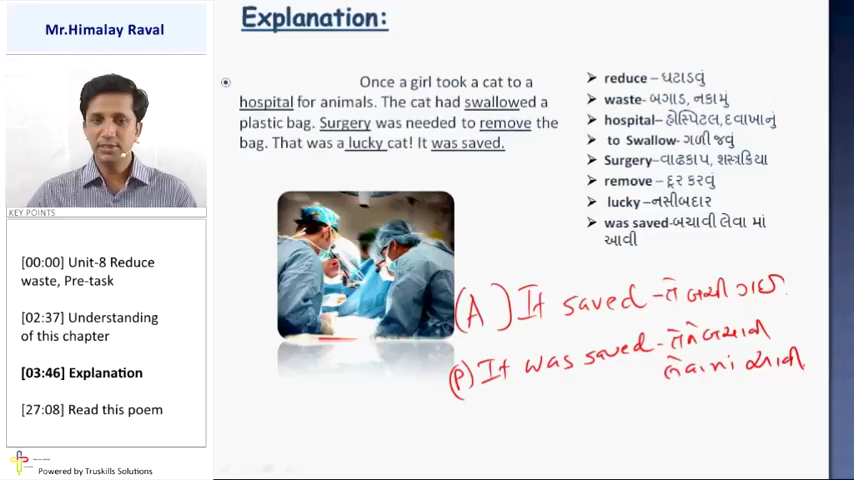 Mr.Himalay Raval
KEY POINTS
[00:00] Unit-8 Reduce
waste, Pre-task
[02:37] Understanding
of this chapter
[03:46] Explanation
[27:08] Read this poem
Powered by Truskills Solutions
Explanation:
Once a girl took a cat to a
hospital for animals. The cat had swallowed a
plastic bag. Surgery was needed to remove the
bag. That was a lucky cat! It was saved.
reduce – ઘટાડવું
waste- બગાડ, નકામું
hospital– હોસ્પિટલ, દવાખાનું
to Swallow- ગળી જવું
Surgery–વાઢકાપ, શસ્ત્રક્રિયા
remove – દૂર કરવું
lucky –નસીબદાર
was saved-બચાવી લેવા માં
આવી
(A) It saved – તે બચી ગઈ.
(P) It was saved - તેને બચાવી
લેવામાં આવી